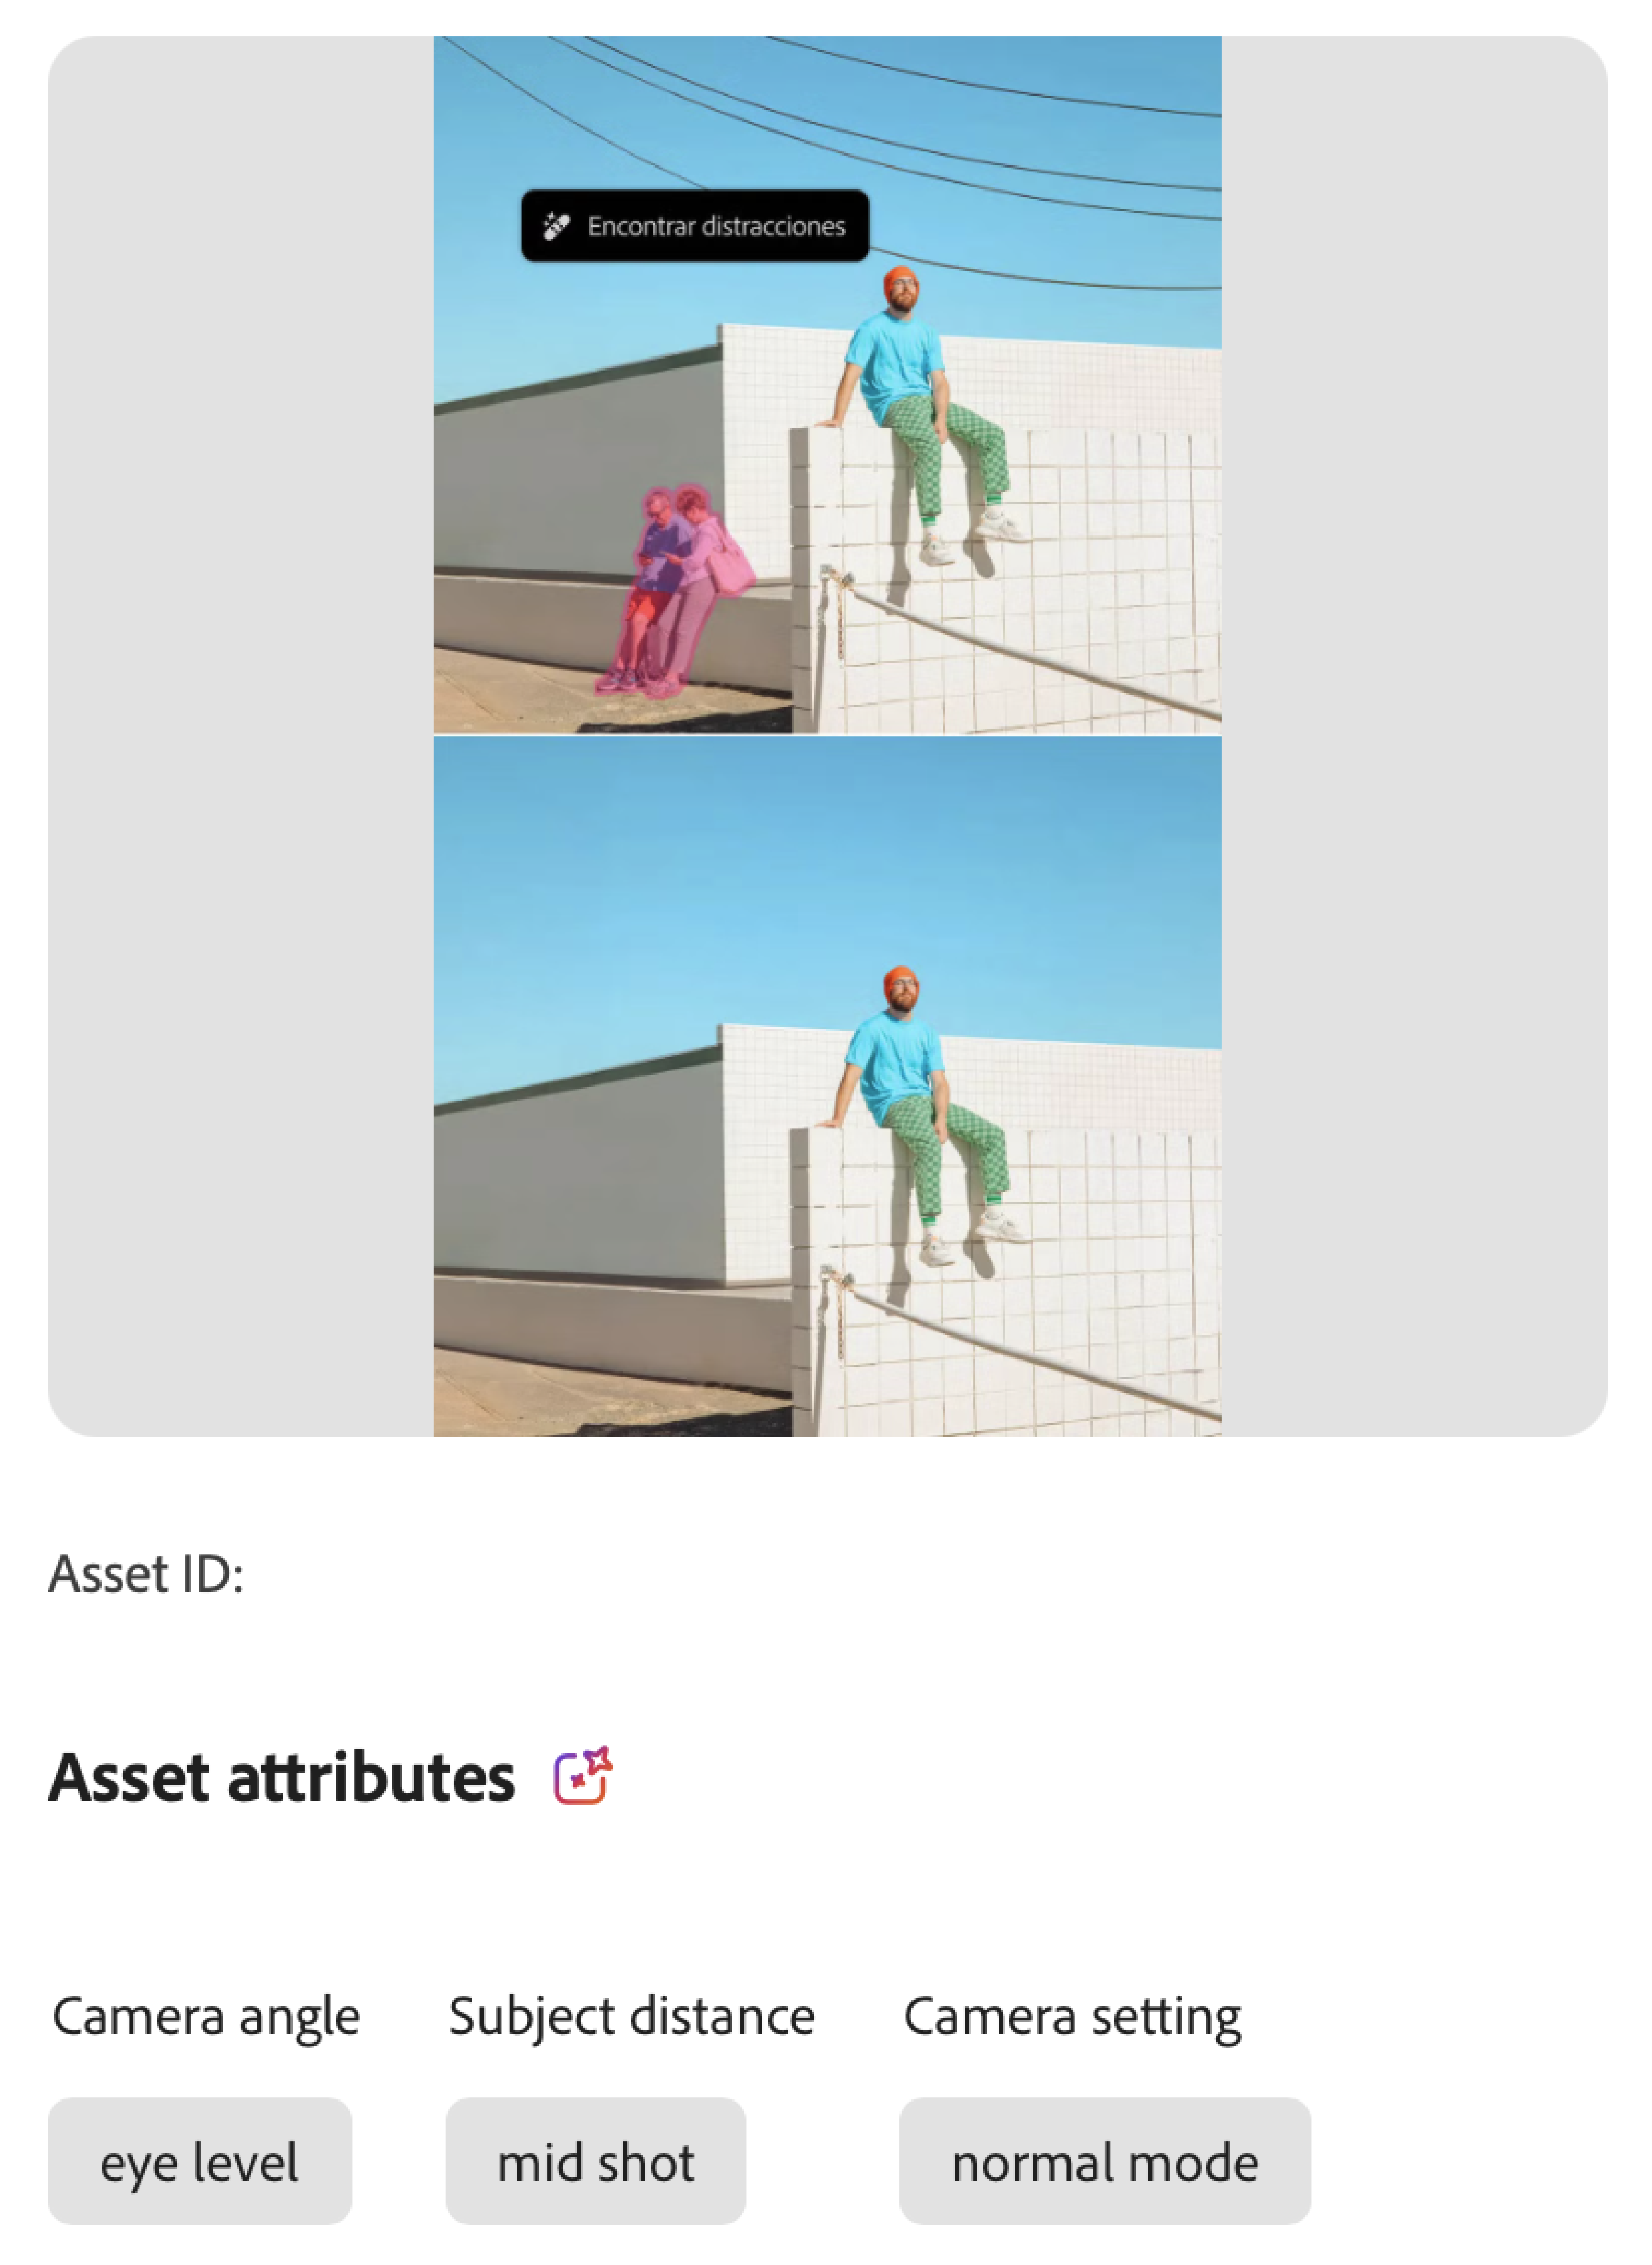 Encontrar distracciones
Asset ID:
Asset attributes
Camera angle
Subject distance
Camera setting
eye level
mid shot
normal mode